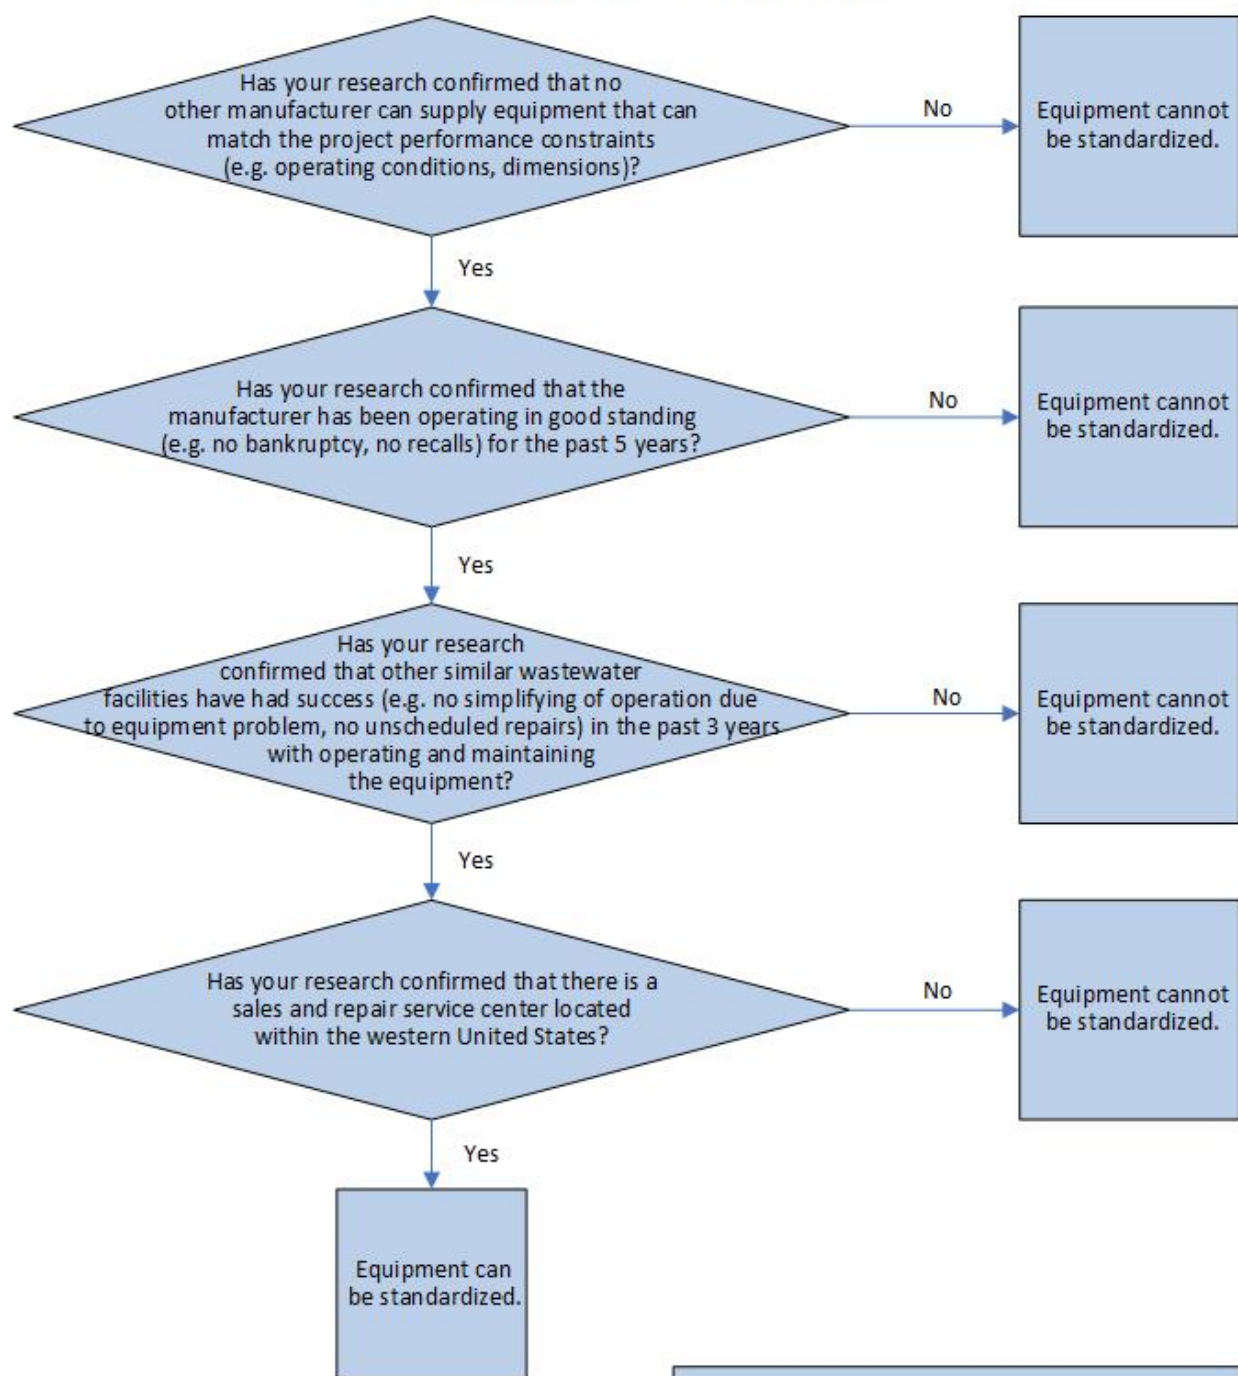 Has your research confirmed that no
other manufacturer can supply equipment that can
match the project performance constraints
(e.g. operating conditions, dimensions)?
No
Equipment cannot
be standardized.
Yes
Has your research confirmed that the
manufacturer has been operating in good standing
(e.g. no bankruptcy, no recalls) for the past 5 years?
No
Equipment cannot
be standardized.
Yes
Has your research
confirmed that other similar wastewater
facilities have had success (e.g. no simplifying of operation due
to equipment problem, no unscheduled repairs) in the past 3 years
with operating and maintaining
the equipment?
No
Equipment cannot
be standardized.
Yes
Has your research confirmed that there is a
sales and repair service center located
within the western United States?
No
Equipment cannot
be standardized.
Yes
Equipment can
be standardized.